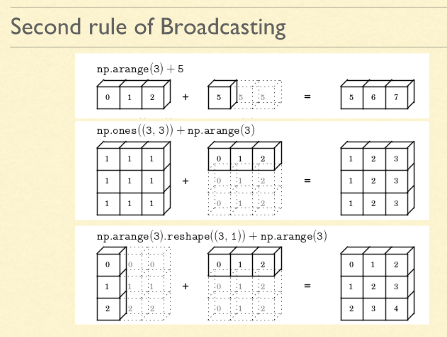 Second rule of Broadcasting
np.arange(3) + 5
0 1 2 + 5 5 5 = 5 6 7
np.ones((3, 3)) + np.arange(3)
1 1 1 0 1 2 1 2 3
1 1 1 + 0 1 2 = 1 2 3
1 1 1 0 1 2 1 2 3
np.arange(3).reshape((3, 1)) + np.arange(3)
0 0 0 0 1 2 0 1 2
1 1 1 + 0 1 2 = 1 2 3
2 2 2 0 1 2 2 3 4